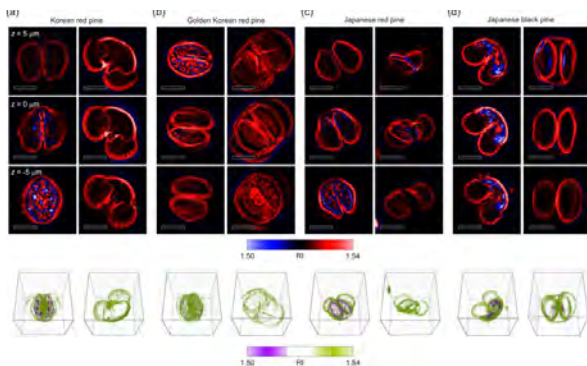 (a) Korean red pine
(b) Golden Korean red pine
(c) Japanese red pine
(d) Japanese black pine
z = 5 μm
z = 0 μm
z = -5 μm
1.50 RI 1.54
1.50 RI 1.54